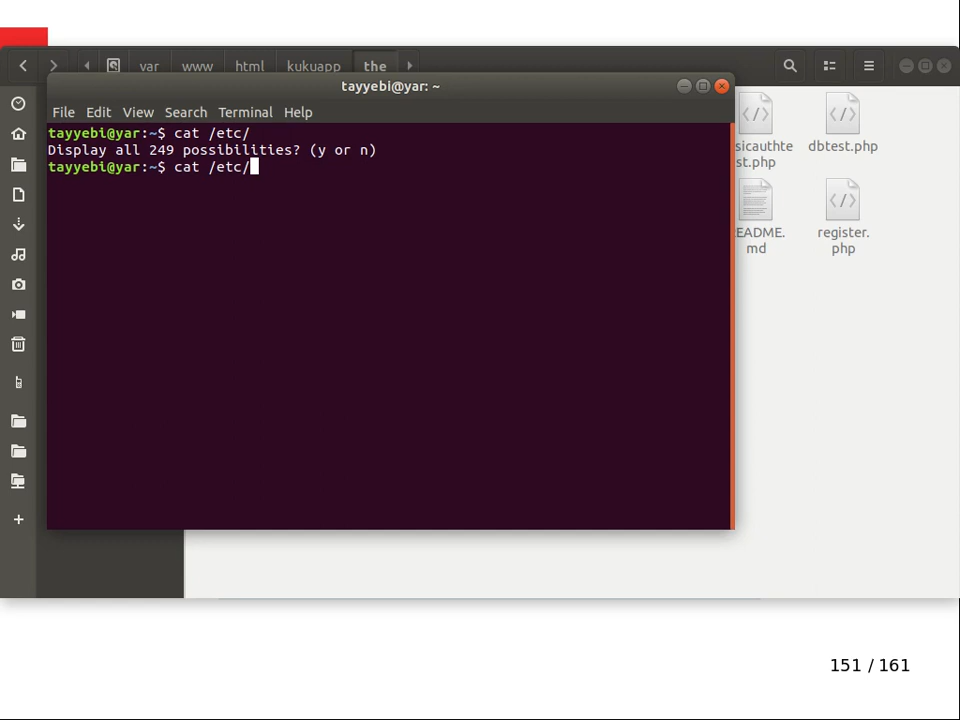 var www html kukuapp the
tayyebi@yar: ~
File Edit View Search Terminal Help
tayyebi@yar:~$ cat /etc/
Display all 249 possibilities? (y or n)
tayyebi@yar:~$ cat /etc/
sicauthte
st.php
dbtest.php
EADME.
md
register.
php
151 / 161